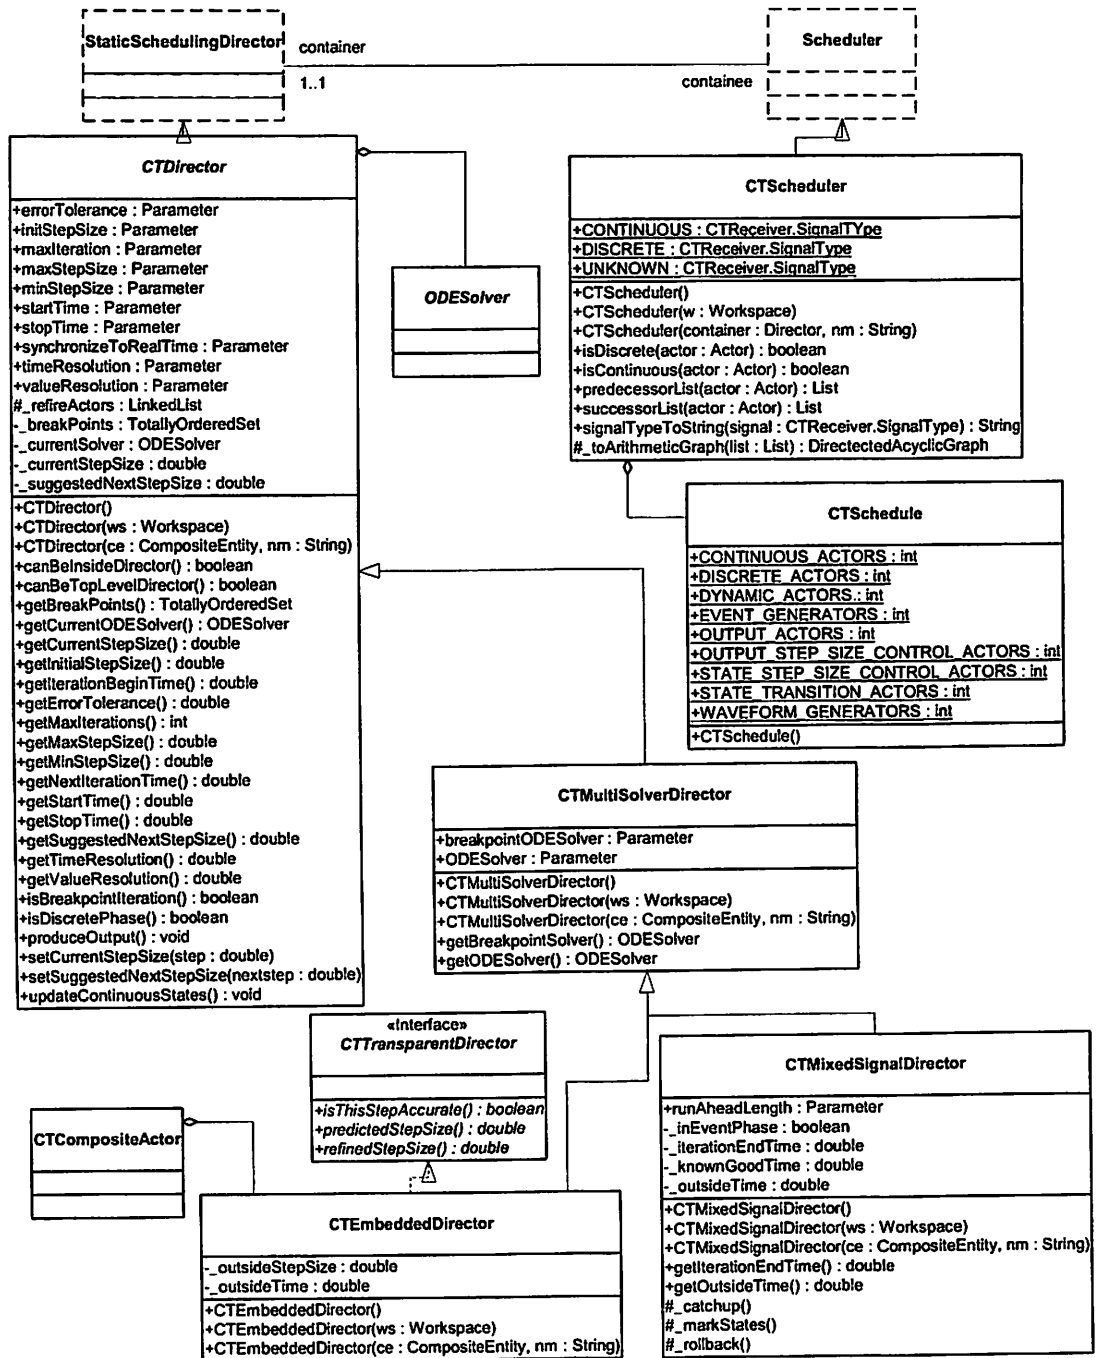 StaticSchedulingDirector
container
1..1
containee
Scheduler
CTDirector
+errorTolerance : Parameter
+initStepSize : Parameter
+maxIteration : Parameter
+maxStepSize : Parameter
+minStepSize : Parameter
+startTime : Parameter
+stopTime : Parameter
+synchronizeToRealTime : Parameter
+timeResolution : Parameter
+valueResolution : Parameter
#_refireActors : LinkedList
-_breakPoints : TotallyOrderedSet
-_currentSolver : ODESolver
-_currentStepSize : double
-_suggestedNextStepSize : double
+CTDirector()
+CTDirector(ws : Workspace)
+CTDirector(ce : CompositeEntity, nm : String)
+canBeInsideDirector() : boolean
+canBeTopLevelDirector() : boolean
+getBreakPoints() : TotallyOrderedSet
+getCurrentODESolver() : ODESolver
+getCurrentStepSize() : double
+getInitialStepSize() : double
+getIterationBeginTime() : double
+getErrorTolerance() : double
+getMaxIterations() : int
+getMaxStepSize() : double
+getMinStepSize() : double
+getNextIterationTime() : double
+getStartTime() : double
+getStopTime() : double
+getSuggestedNextStepSize() : double
+getTimeResolution() : double
+getValueResolution() : double
+isBreakpointIteration() : boolean
+isDiscretePhase() : boolean
+produceOutput() : void
+setCurrentStepSize(step : double)
+setSuggestedNextStepSize(nextstep : double)
+updateContinuousStates() : void
ODESolver
CTScheduler
+CONTINUOUS : CTReceiver.SignalTYpe
+DISCRETE : CTReceiver.SignalType
+UNKNOWN : CTReceiver.SignalType
+CTScheduler()
+CTScheduler(w : Workspace)
+CTScheduler(container : Director, nm : String)
+isDiscrete(actor : Actor) : boolean
+isContinuous(actor : Actor) : boolean
+predecessorList(actor : Actor) : List
+successorList(actor : Actor) : List
+signalTypeToString(signal : CTReceiver.SignalType) : String
#_toArithmeticGraph(list : List) : DirectectedAcyclicGraph
CTSchedule
+CONTINUOUS_ACTORS : int
+DISCRETE_ACTORS : int
+DYNAMIC_ACTORS.: int
+EVENT_GENERATORS : int
+OUTPUT_ACTORS : int
+OUTPUT_STEP_SIZE_CONTROL_ACTORS : int
+STATE_STEP_SIZE_CONTROL_ACTORS : int
+STATE_TRANSITION_ACTORS : int
+WAVEFORM_GENERATORS : int
+CTSchedule()
CTMultiSolverDirector
+breakpointODESolver : Parameter
+ODESolver : Parameter
+CTMultiSolverDirector()
+CTMultiSolverDirector(ws : Workspace)
+CTMultiSolverDirector(ce : CompositeEntity, nm : String)
+getBreakpointSolver() : ODESolver
+getODESolver() : ODESolver
«Interface»
CTTransparentDirector
+isThisStepAccurate() : boolean
+predictedStepSize() : double
+refinedStepSize() : double
CTCompositeActor
CTEmbeddedDirector
-_outsideStepSize : double
-_outsideTime : double
+CTEmbeddedDirector()
+CTEmbeddedDirector(ws : Workspace)
+CTEmbeddedDirector(ce : CompositeEntity, nm : String)
CTMixedSignalDirector
+runAheadLength : Parameter
-_inEventPhase : boolean
-_iterationEndTime : double
-_knownGoodTime : double
-_outsideTime : double
+CTMixedSignalDirector()
+CTMixedSignalDirector(ws : Workspace)
+CTMixedSignalDirector(ce : CompositeEntity, nm : String)
+getIterationEndTime() : double
+getOutsideTime() : double
#_catchup()
#_markStates()
#_rollback()